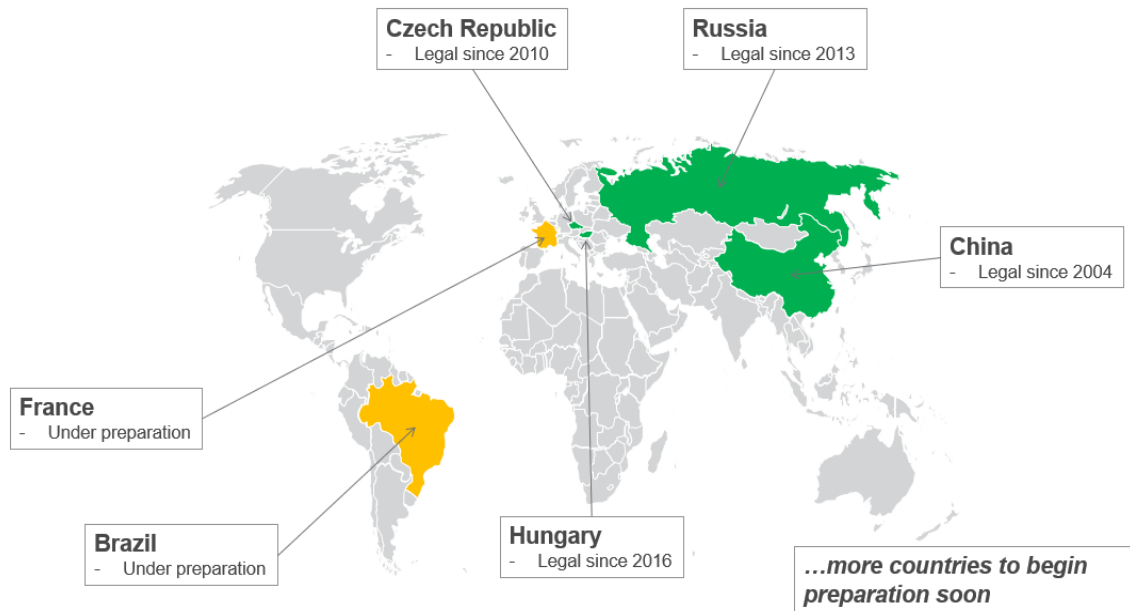 Czech Republic
- Legal since 2010
Russia
- Legal since 2013
China
- Legal since 2004
France
- Under preparation
Brazil
- Under preparation
Hungary
- Legal since 2016
…more countries to begin
preparation soon